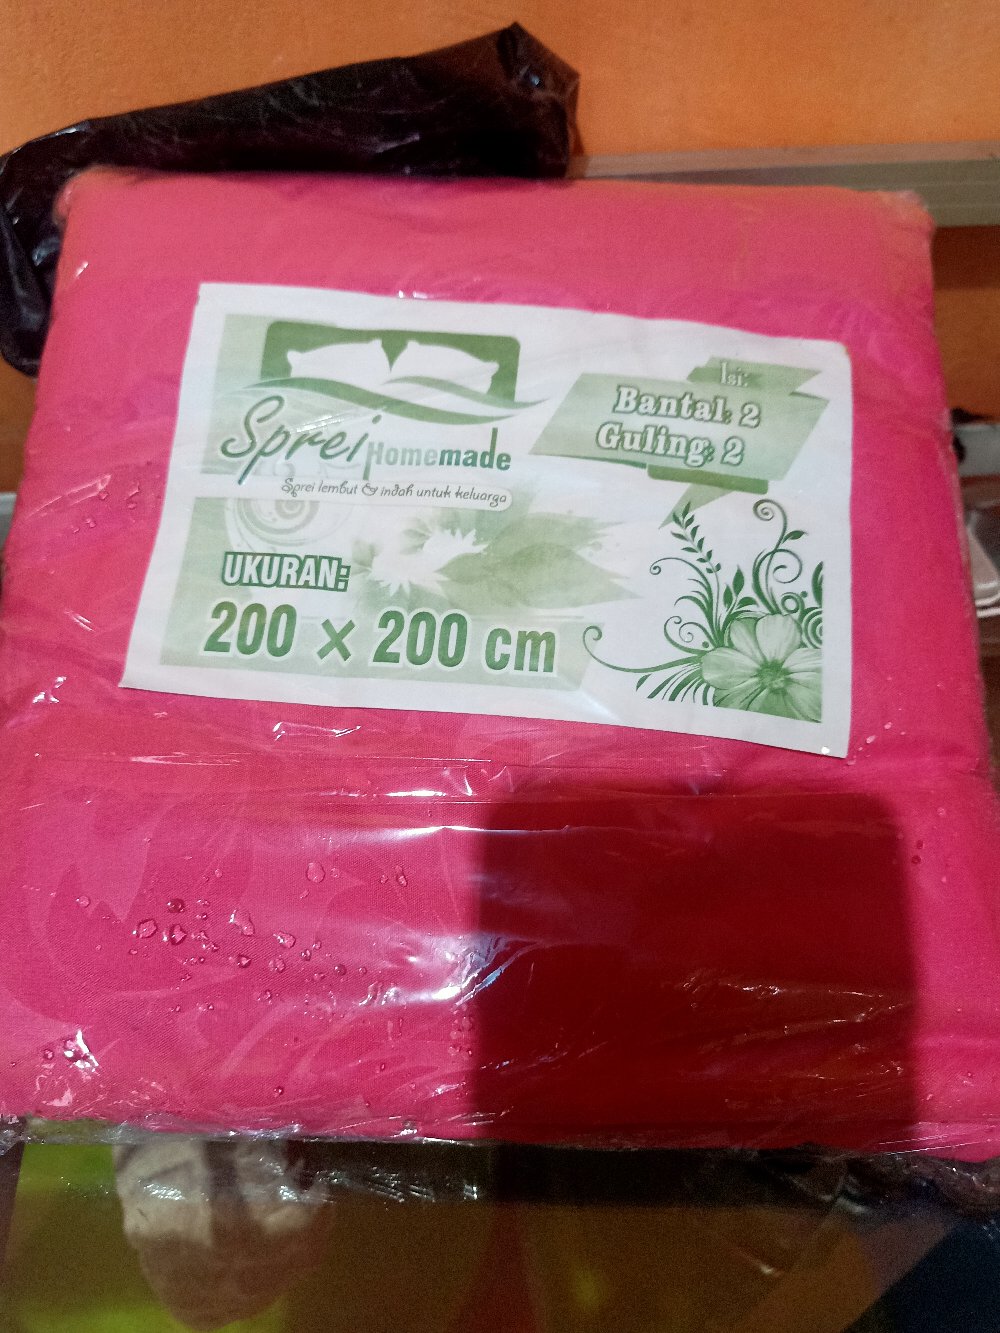 Sprei Homemade
Sprei lembut & indah untuk keluarga
Isi:
Bantal: 2
Guling: 2
UKURAN:
200 x 200 cm